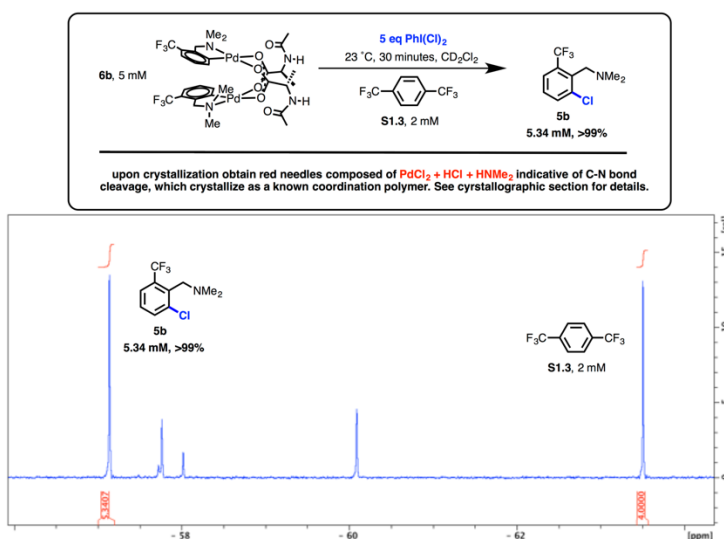 6b, 5 mM
F₃C
NMe₂
Pd
O
O
N-H
O
O
F₃C
Pd
N
Me
Me
N-H
O
5 eq PhI(Cl)₂
23 ˚C, 30 minutes, CD₂Cl₂
F₃C
CF₃
S1.3, 2 mM
CF₃
NMe₂
Cl
5b
5.34 mM, >99%
upon crystallization obtain red needles composed of PdCl₂ + HCl + HNMe₂ indicative of C-N bond
cleavage, which crystallize as a known coordination polymer. See cyrstallographic section for details.
CF₃
NMe₂
Cl
5b
5.34 mM, >99%
F₃C
CF₃
S1.3, 2 mM
5.3407
4.0000
- 58
- 60
- 62
[ppm]